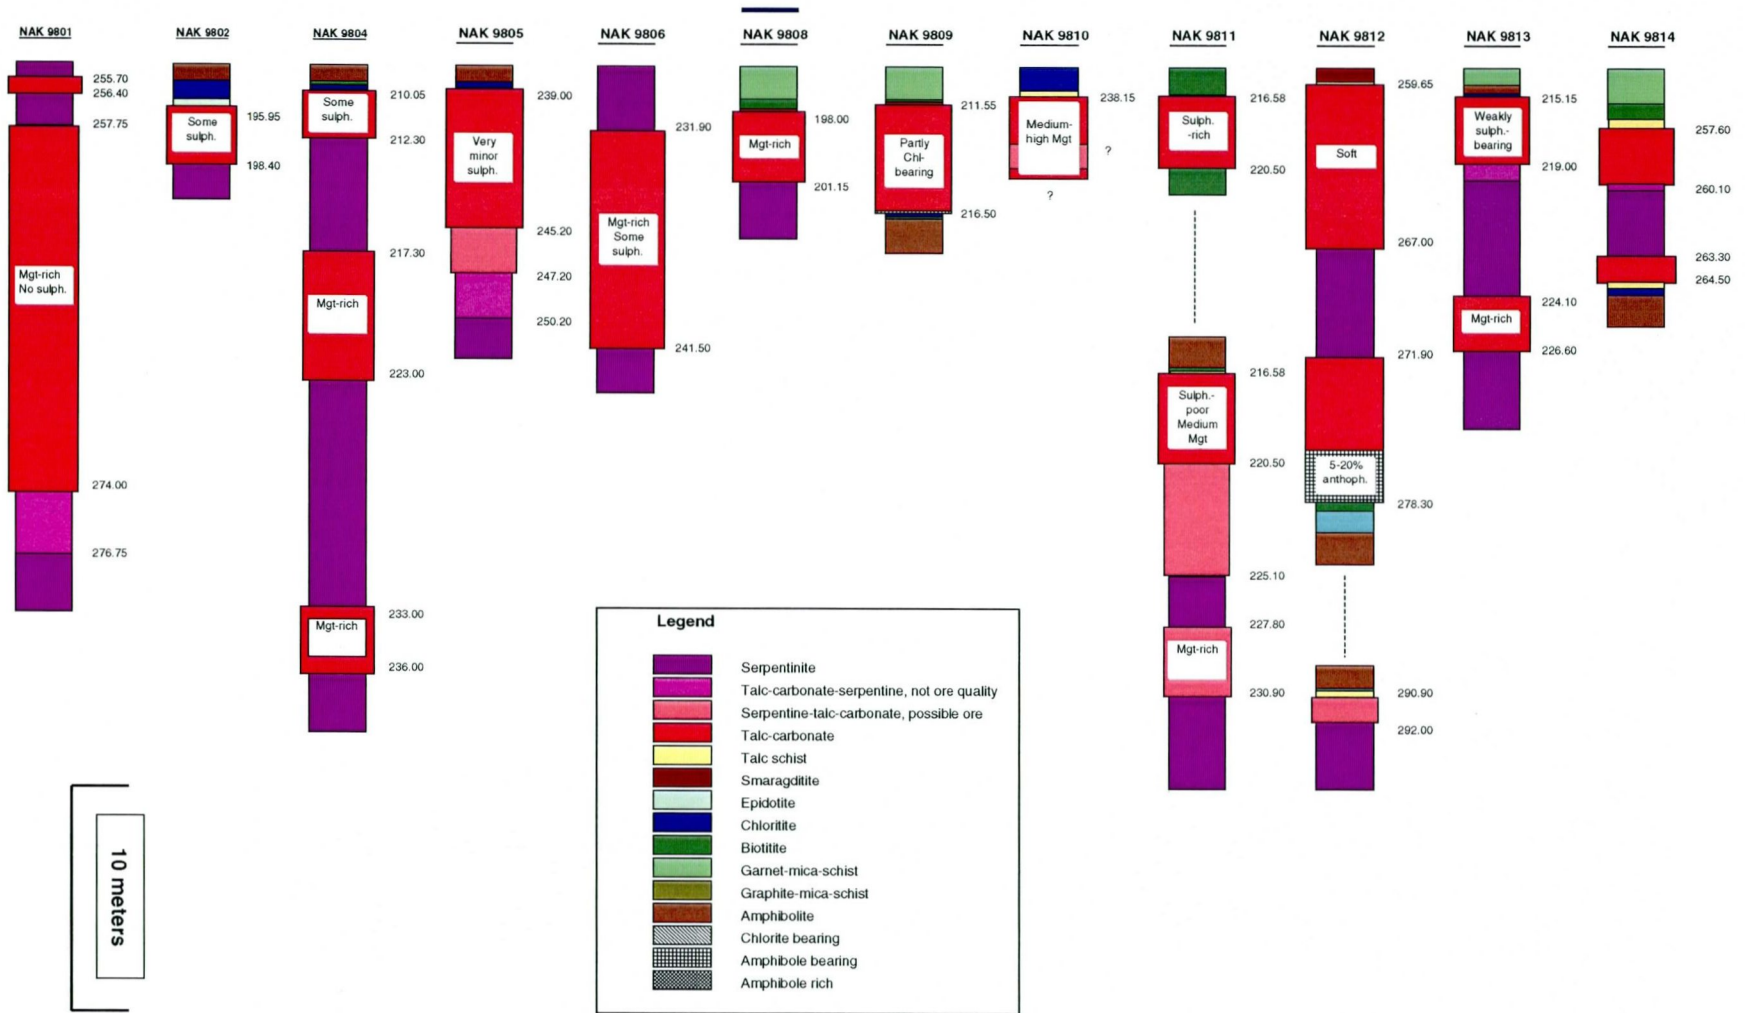 NAK 9801
255.70
256.40
257.75
Mgt-rich
No sulph.
274.00
276.75
NAK 9802
Some
sulph.
195.95
198.40
NAK 9804
Some
sulph.
210.05
212.30
217.30
Mgt-rich
223.00
233.00
Mgt-rich
236.00
NAK 9805
239.00
Very
minor
sulph.
245.20
247.20
250.20
NAK 9806
231.90
Mgt-rich
Some
sulph.
241.50
NAK 9808
198.00
Mgt-rich
201.15
NAK 9809
211.55
Partly
Chl-
bearing
216.50
NAK 9810
238.15
Medium-
high Mgt
?
?
NAK 9811
216.58
Sulph.
-rich
220.50
216.58
Sulph.-
poor
Medium
Mgt
220.50
225.10
227.80
Mgt-rich
230.90
NAK 9812
259.65
Soft
267.00
271.90
5-20%
anthoph.
278.30
290.90
292.00
NAK 9813
215.15
Weakly
sulph.-
bearing
219.00
224.10
Mgt-rich
226.60
NAK 9814
257.60
260.10
263.30
264.50
Legend
Serpentinite
Talc-carbonate-serpentine, not ore quality
Serpentine-talc-carbonate, possible ore
Talc-carbonate
Talc schist
Smaragditite
Epidotite
Chloritite
Biotitite
Garnet-mica-schist
Graphite-mica-schist
Amphibolite
Chlorite bearing
Amphibole bearing
Amphibole rich
10 meters